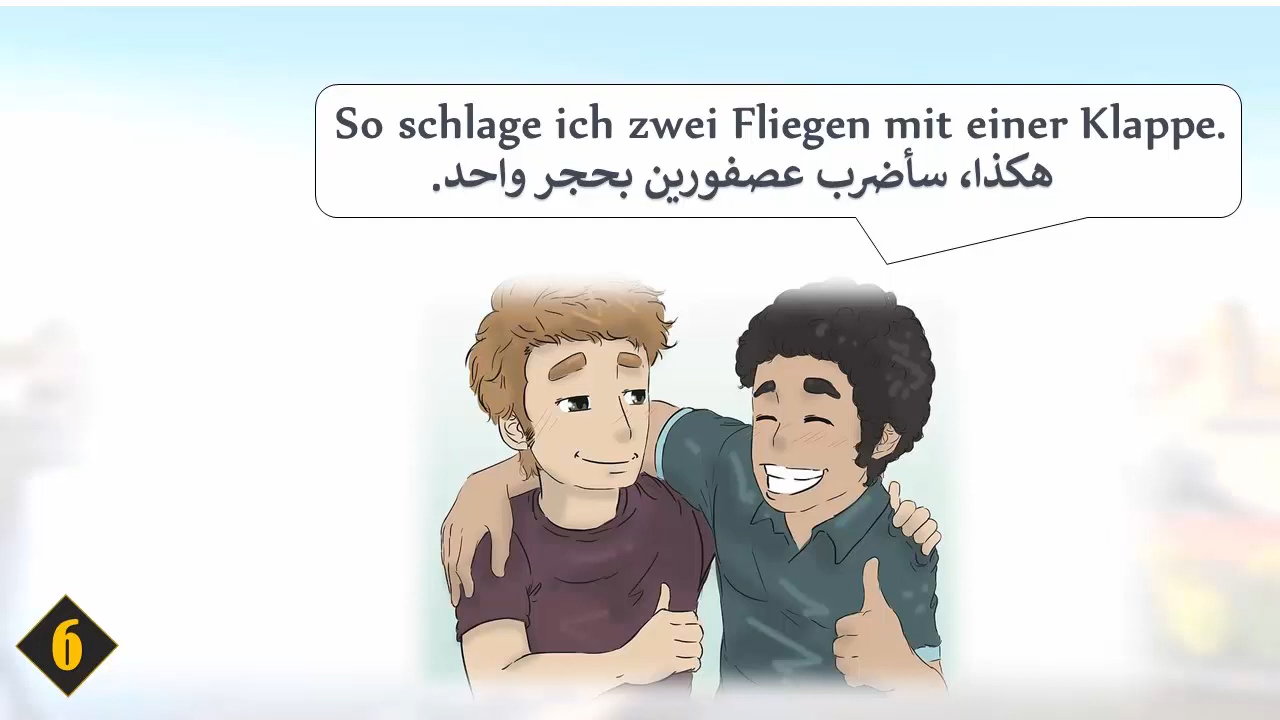 So schlage ich zwei Fliegen mit einer Klappe.
هكذا، سأضرب عصفورين بحجر واحد.
6